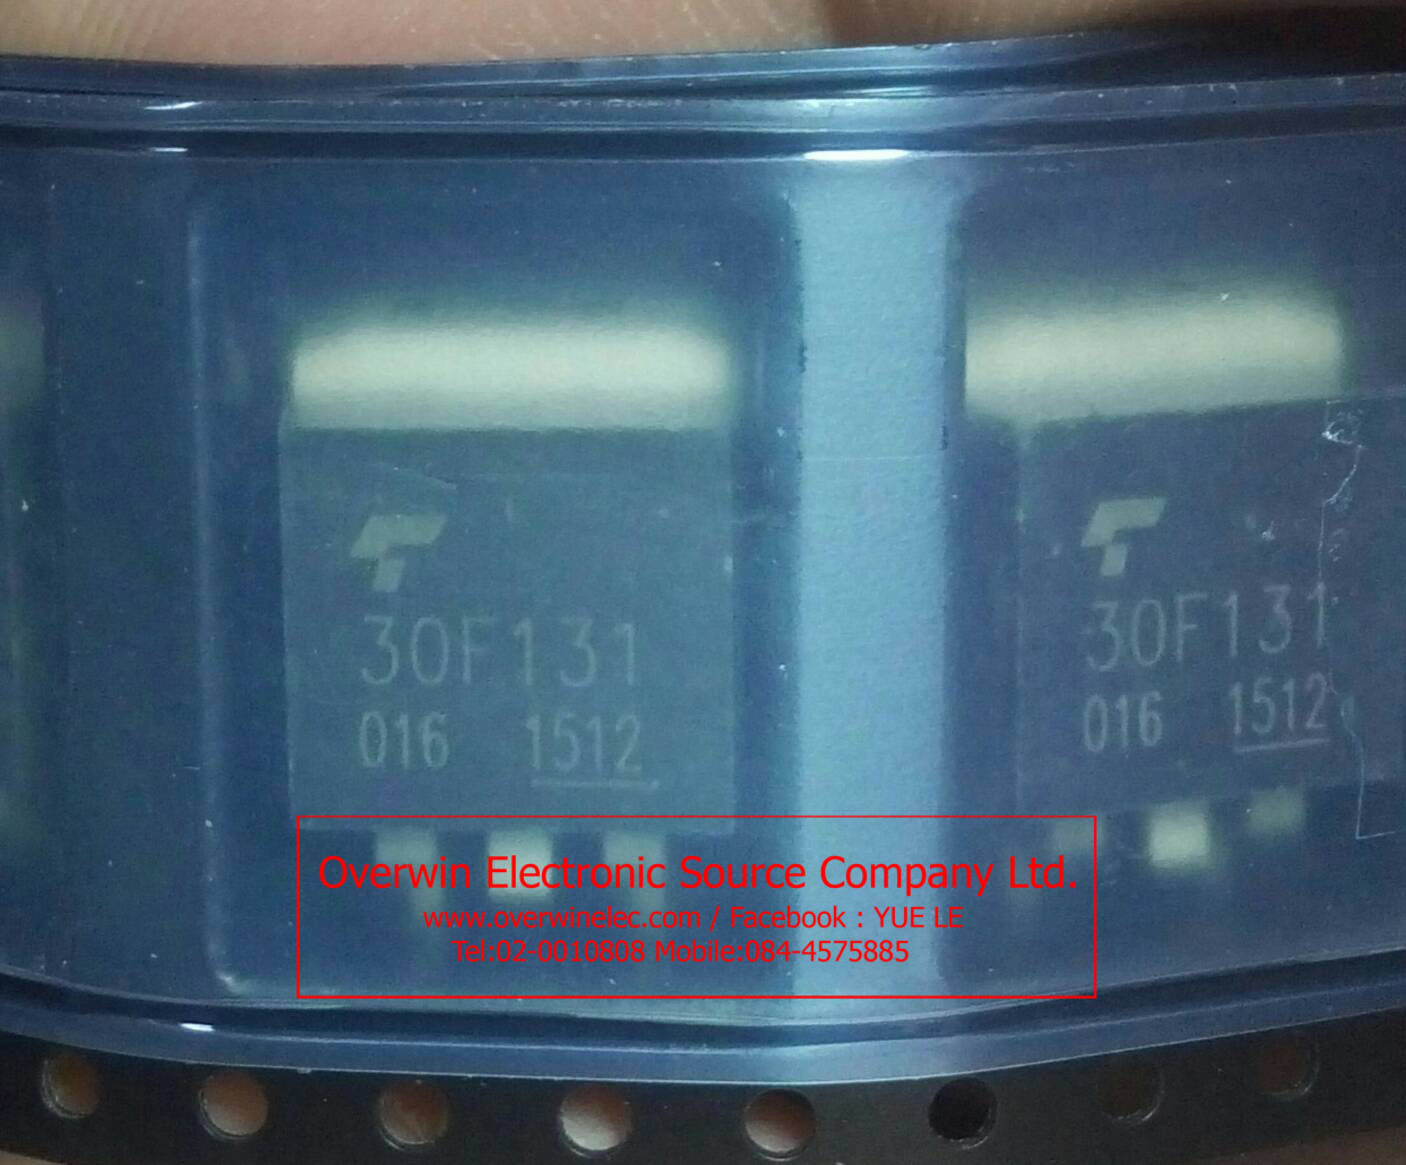 30F131
016 1512
30F131
016 1512
Overwin Electronic Source Company Ltd.
www.overwinelec.com / Facebook : YUE LE
Tel:02-0010808 Mobile:084-4575885